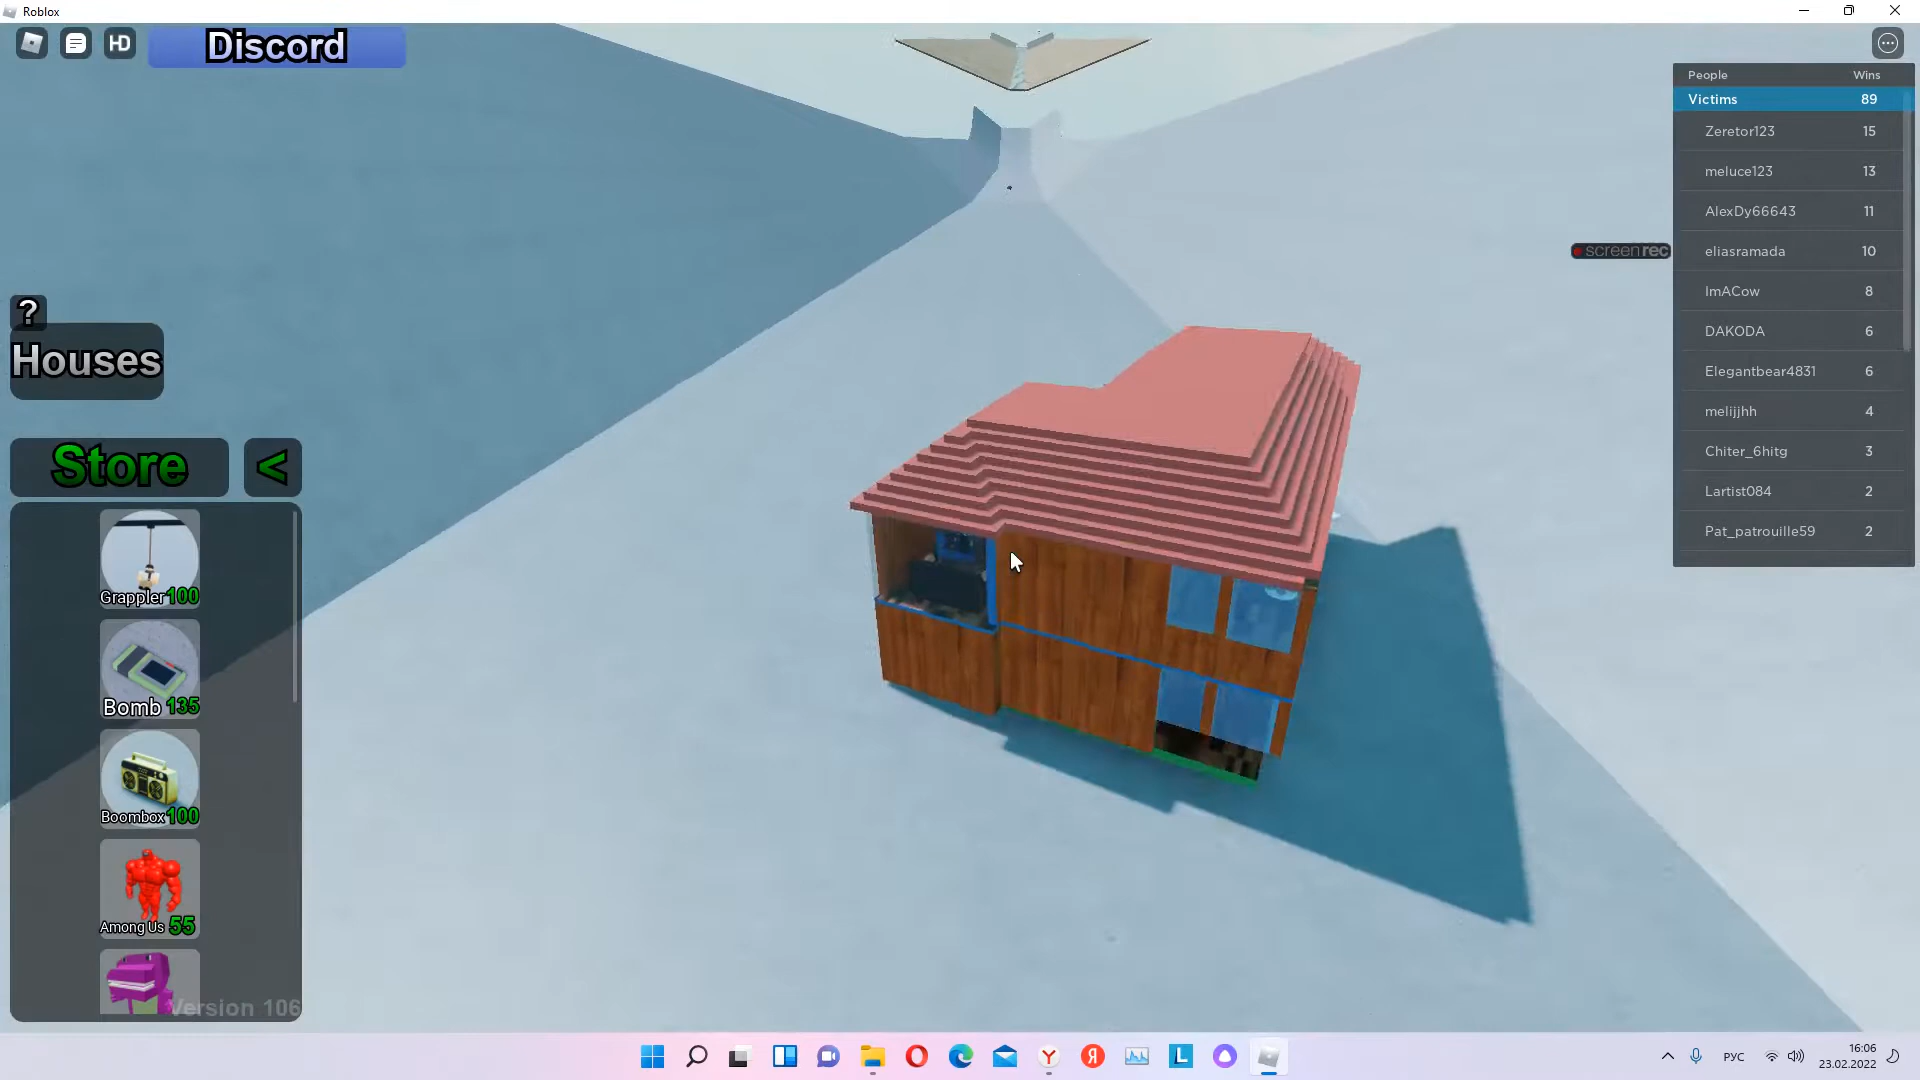 Roblox
HD
Discord
People Wins
Victims 89
Zeretor123 15
meluce123 13
AlexDy66643 11
eliasramada 10
ImACow 8
DAKODA 6
Elegantbear4831 6
melijjhh 4
Chiter_6hitg 3
Lartist084 2
Pat_patrouille59 2
screenrec
?
Houses
Store <
Grappler 100
Bomb 135
Boombox 100
Among Us 55
Version 106
Y
Я
L
РУС
16:06
23.02.2022